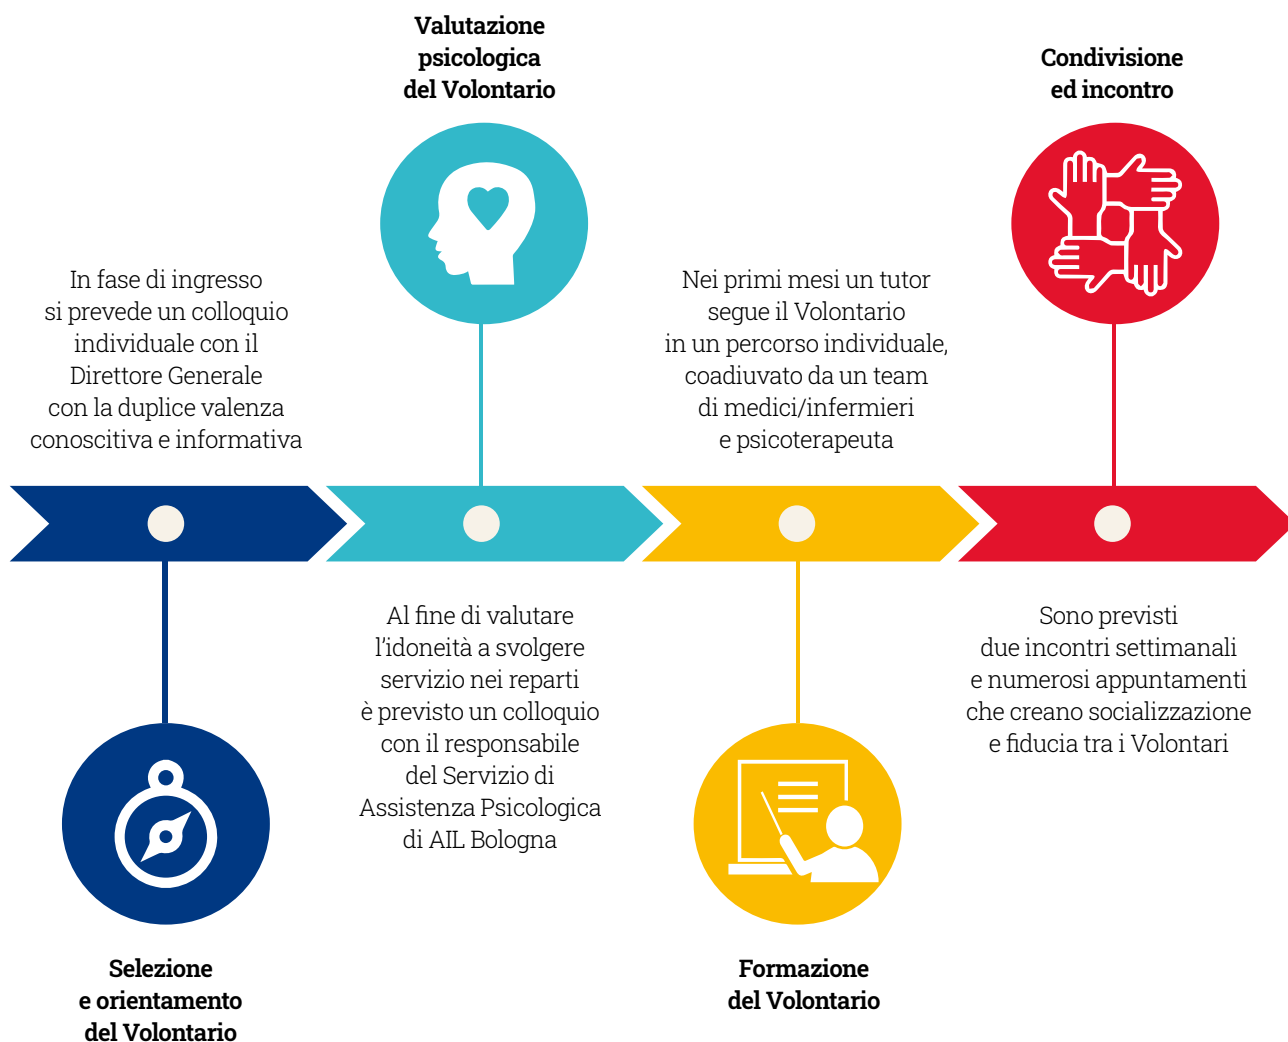 Valutazione
psicologica
del Volontario
Condivisione
ed incontro
In fase di ingresso
si prevede un colloquio
individuale con il
Direttore Generale
con la duplice valenza
conoscitiva e informativa
Nei primi mesi un tutor
segue il Volontario
in un percorso individuale,
coadiuvato da un team
di medici/infermieri
e psicoterapeuta
Al fine di valutare
l'idoneità a svolgere
servizio nei reparti
è previsto un colloquio
con il responsabile
del Servizio di
Assistenza Psicologica
di AIL Bologna
Sono previsti
due incontri settimanali
e numerosi appuntamenti
che creano socializzazione
e fiducia tra i Volontari
Selezione
e orientamento
del Volontario
Formazione
del Volontario